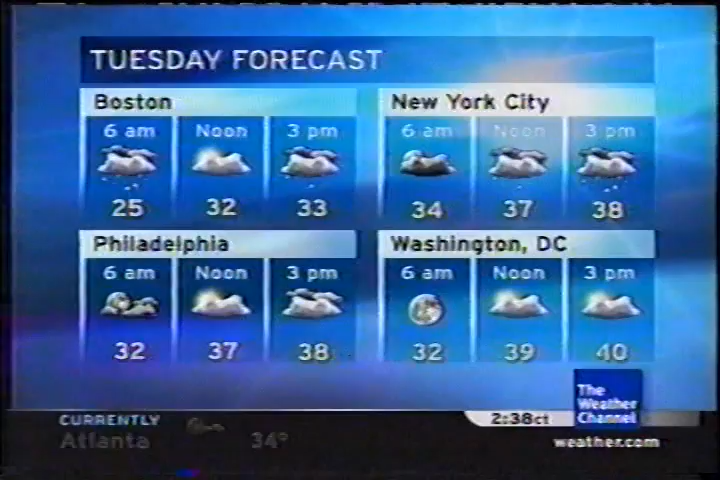 TUESDAY FORECAST
Boston
6 am Noon 3 pm
25 32 33
New York City
6 am Noon 3 pm
34 37 38
Philadelphia
6 am Noon 3 pm
32 37 38
Washington, DC
6 am Noon 3 pm
32 39 40
The
Weather
Channel
CURRENTLY
2:38CT
Atlanta 34°
weather.com